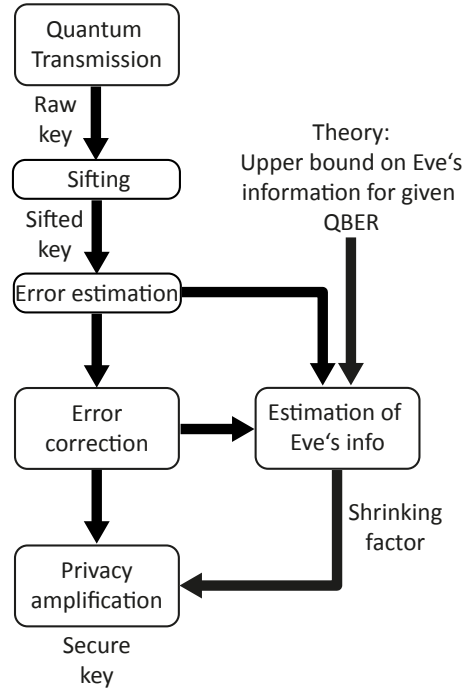 Quantum
Transmission
Raw
key
Theory:
Upper bound on Eve‘s
information for given
QBER
Sifting
Sifted
key
Error estimation
Error
correction
Estimation of
Eve‘s info
Shrinking
factor
Privacy
amplification
Secure
key